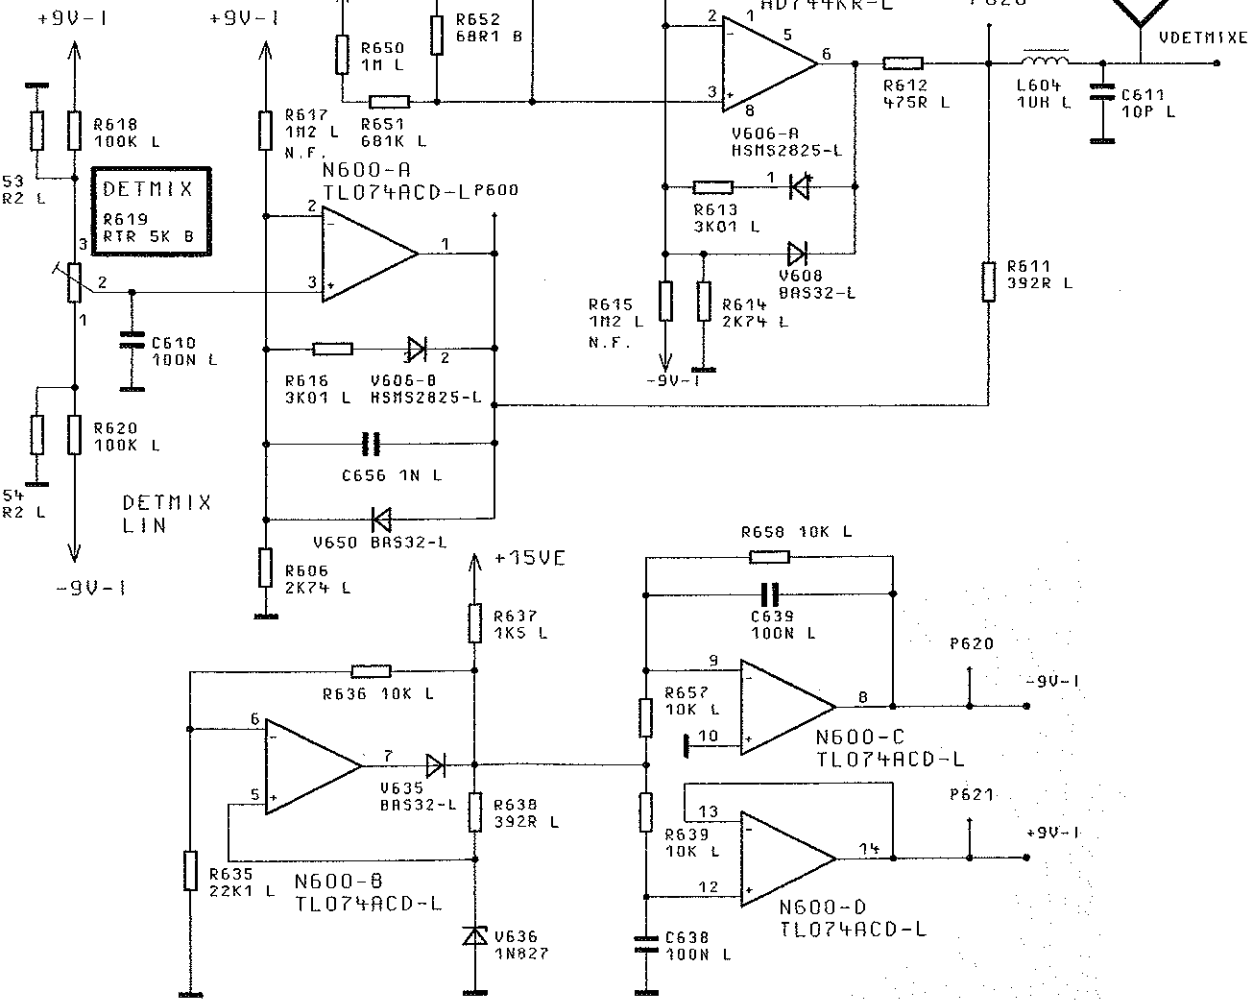 +9V-I
+9V-I
R652
68R1 B
R650
1M L
R651
681K L
R617
1M2 L
N.F.
R618
100K L
53
R2 L
DETMIX
R619
RTR 5K B
3
2
1
C610
100N L
R620
100K L
54
R2 L
DETMIX
LIN
-9V-I
N600-A
TL074ACD-L
P600
2
-
3
+
1
R616
3K01 L
3
2
V606-B
HSMS2825-L
C656 1N L
V650 BAS32-L
R606
2K74 L
AD744KR-L
2
-
1
5
6
3
+
8
V606-A
HSMS2825-L
1
R613
3K01 L
V608
BAS32-L
R615
1M2 L
N.F.
R614
2K74 L
-9V-I
R612
475R L
L604
1UH L
C611
10P L
VDETMIXE
R611
392R L
+15VE
R637
1K5 L
R636 10K L
6
-
5
+
7
V635
BAS32-L
R638
392R L
R635
22K1 L
N600-B
TL074ACD-L
V636
1N827
R658 10K L
C639
100N L
9
-
10
+
8
R657
10K L
N600-C
TL074ACD-L
P620
-9V-I
R639
10K L
13
-
12
+
14
N600-D
TL074ACD-L
P621
+9V-I
C638
100N L